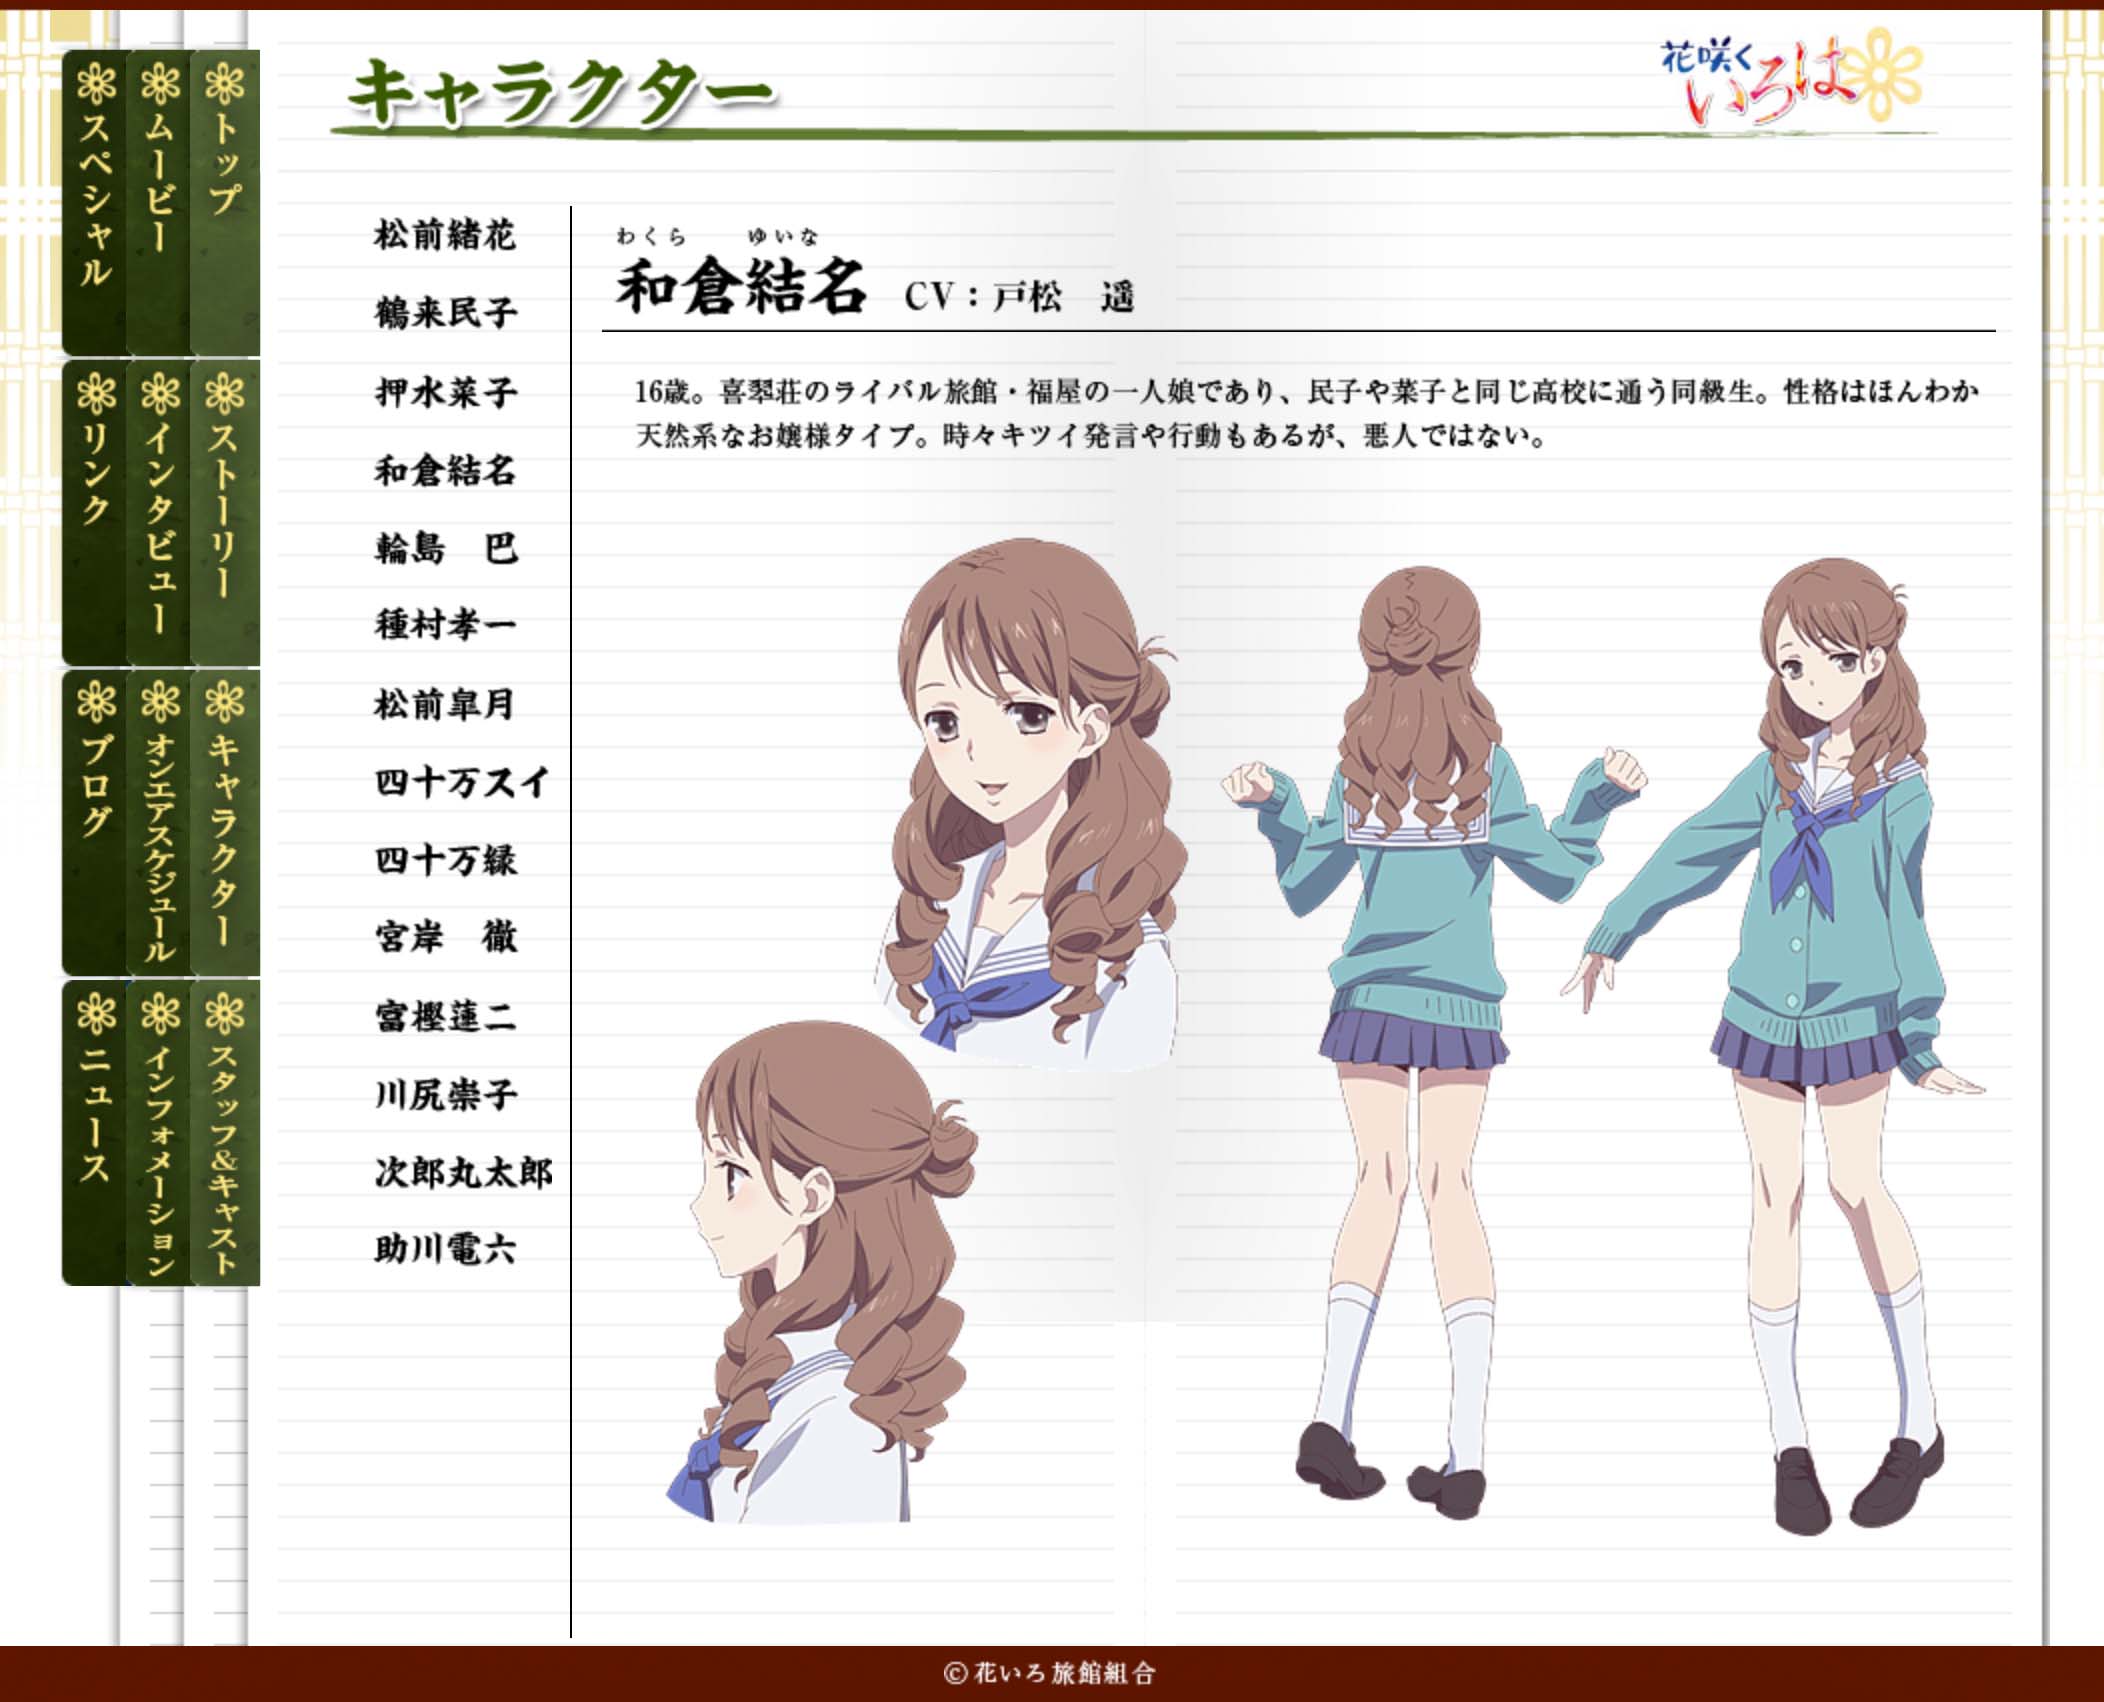 キャラクター
花咲くいろは
トップ
ムービー
スペシャル
ストーリー
インタビュー
リンク
キャラクター
オンエアスケジュール
ブログ
スタッフ&キャスト
インフォメーション
ニュース
松前緒花
鶴来民子
押水菜子
和倉結名
輪島　巴
種村孝一
松前皐月
四十万スイ
四十万縁
宮岸　徹
富樫蓮二
川尻崇子
次郎丸太郎
助川電六
わくら　ゆいな
和倉結名　CV：戸松　遥
16歳。喜翆荘のライバル旅館・福屋の一人娘であり、民子や菜子と同じ高校に通う同級生。性格はほんわか
天然系なお嬢様タイプ。時々キツイ発言や行動もあるが、悪人ではない。
©花いろ旅館組合